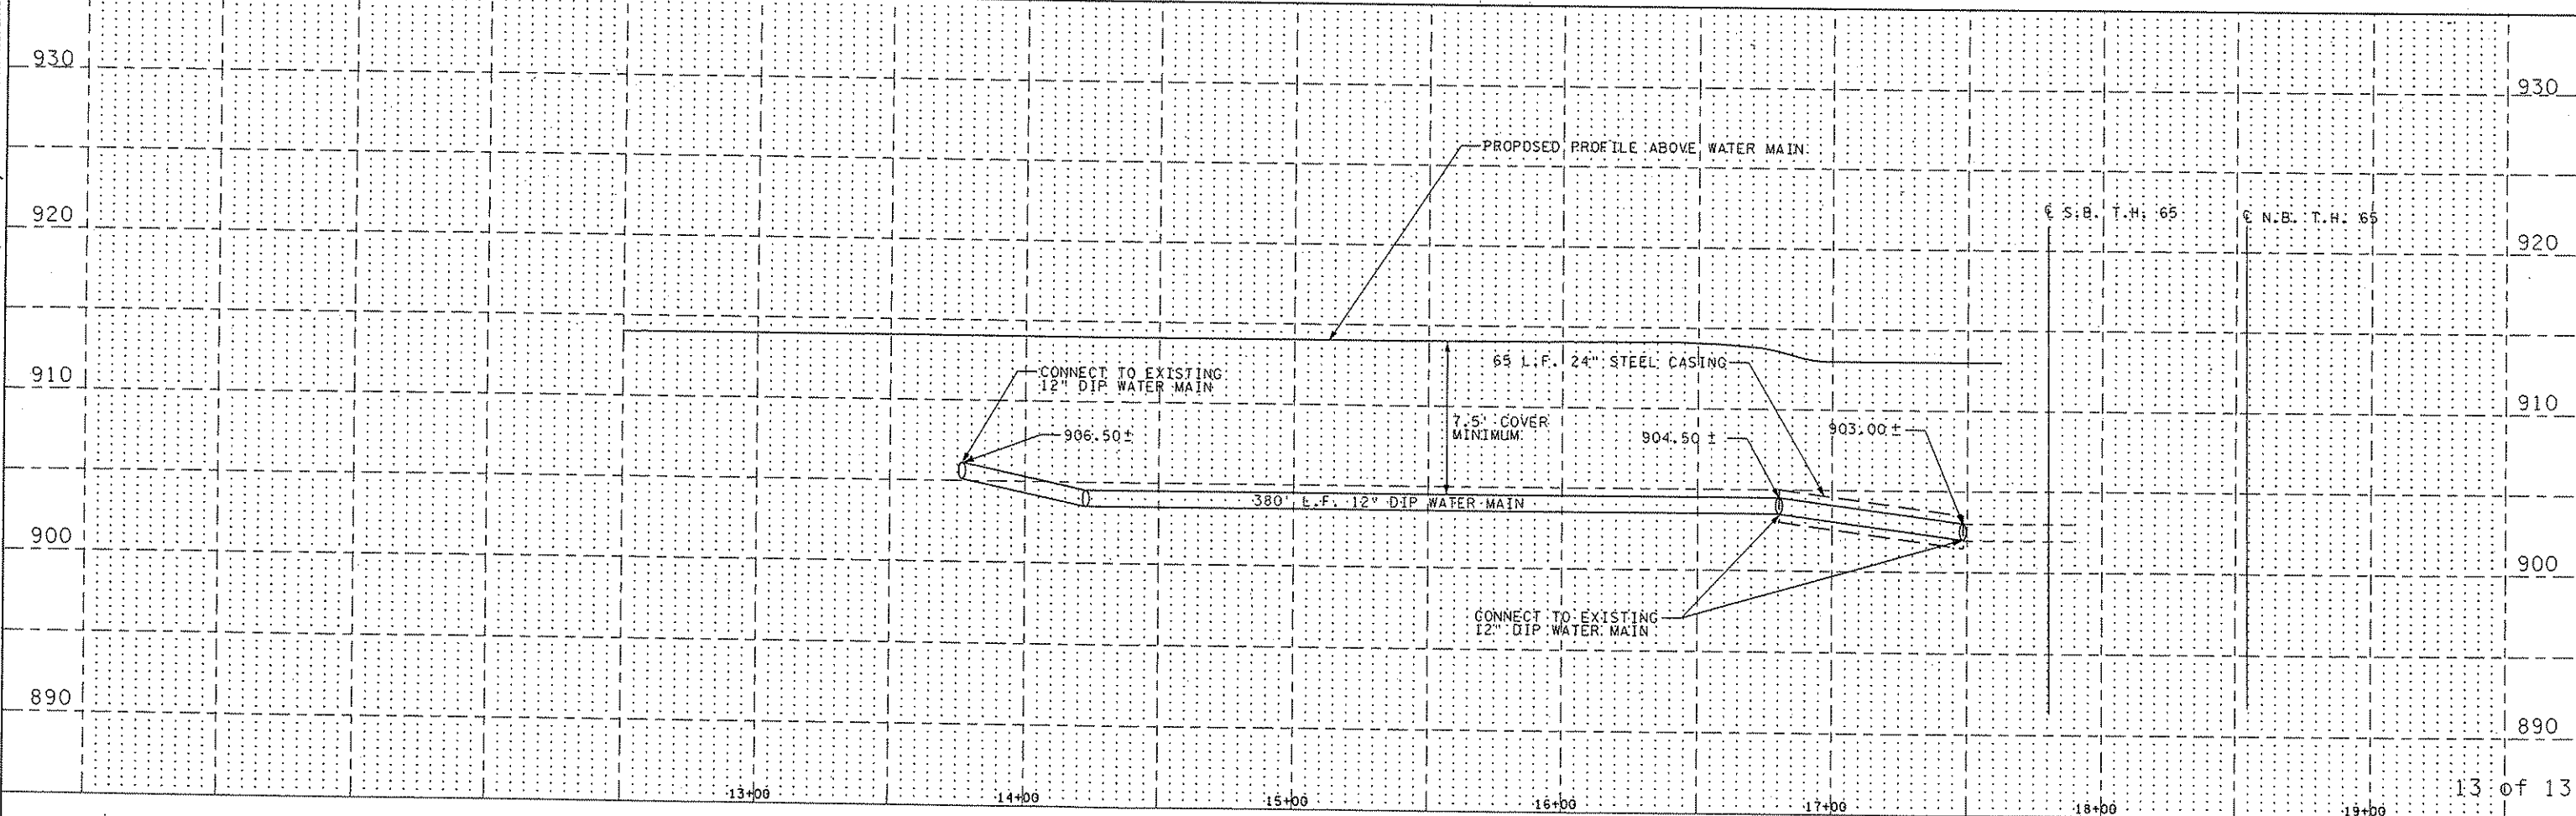 930
930
PROPOSED PROFILE ABOVE WATER MAIN
920
℄ S.B. T.H. 65
℄ N.B. T.H. 65
920
65 L.F. 24" STEEL CASING
910
CONNECT TO EXISTING
12" DIP WATER MAIN
910
7.5' COVER
MINIMUM
906.50±
904.50 ±
903.00 ±
380' L.F. 12" DIP WATER MAIN
900
900
CONNECT TO EXISTING
12" DIP WATER MAIN
890
890
13 of 13
13+00
14+00
15+00
16+00
17+00
18+00
19+00